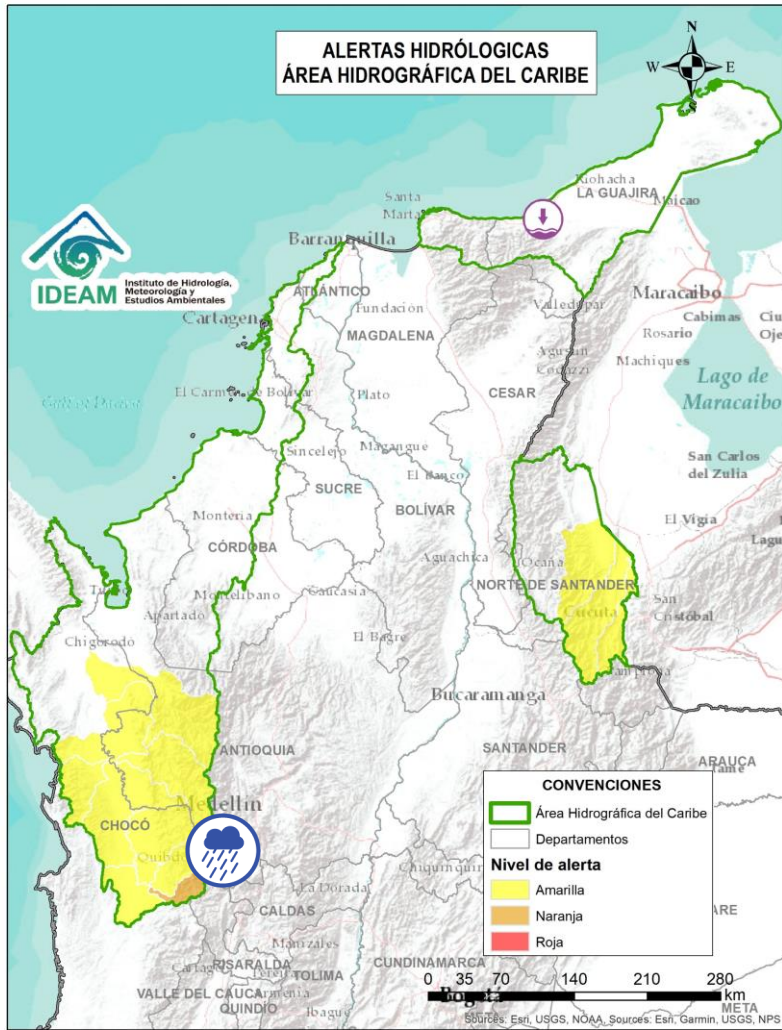 ALERTAS HIDRÓLOGICAS
ÁREA HIDROGRÁFICA DEL CARIBE
N
W E
S
Riohacha
LA GUAJIRA
Maicao
Santa
Marta
Barranquilla
IDEAM
Instituto de Hidrología,
Meteorología y
Estudios Ambientales
ATLÁNTICO
Cartagena
Fundación
Valledupar
Maracaibo
Cabimas
MAGDALENA
Rosario
Agustín
Codazzi
Machiques
CESAR
Lago de
Maracaibo
El Carmen de Bolívar
Plato
Sincelejo
Magangué
San Carlos
del Zulia
SUCRE
El Banco
BOLÍVAR
Montería
El Vigía
CÓRDOBA
Aguachica
Ocaña
NORTE DE SANTANDER
Montelíbano
Caucasia
Cúcuta
San
Cristóbal
Apartadó
El Bagre
Chigorodó
Pamplona
Bucaramanga
ANTIOQUIA
SANTANDER
ARAUCA
Medellín
CHOCÓ
Quibdó
Chiquinquirá
La Dorada
CALDAS
Manizales
CUNDINAMARCA
RISARALDA
Cartago
Pereira
TOLIMA
VALLE DEL CAUCA
Armenia
QUINDÍO
Ibagué
Bogotá
META
CONVENCIONES
Área Hidrográfica del Caribe
Departamentos
Nivel de alerta
Amarilla
Naranja
Roja
0 35 70 140 210 280
km
Sources: Esri, USGS, NOAA, Sources: Esri, Garmin, USGS, NPS